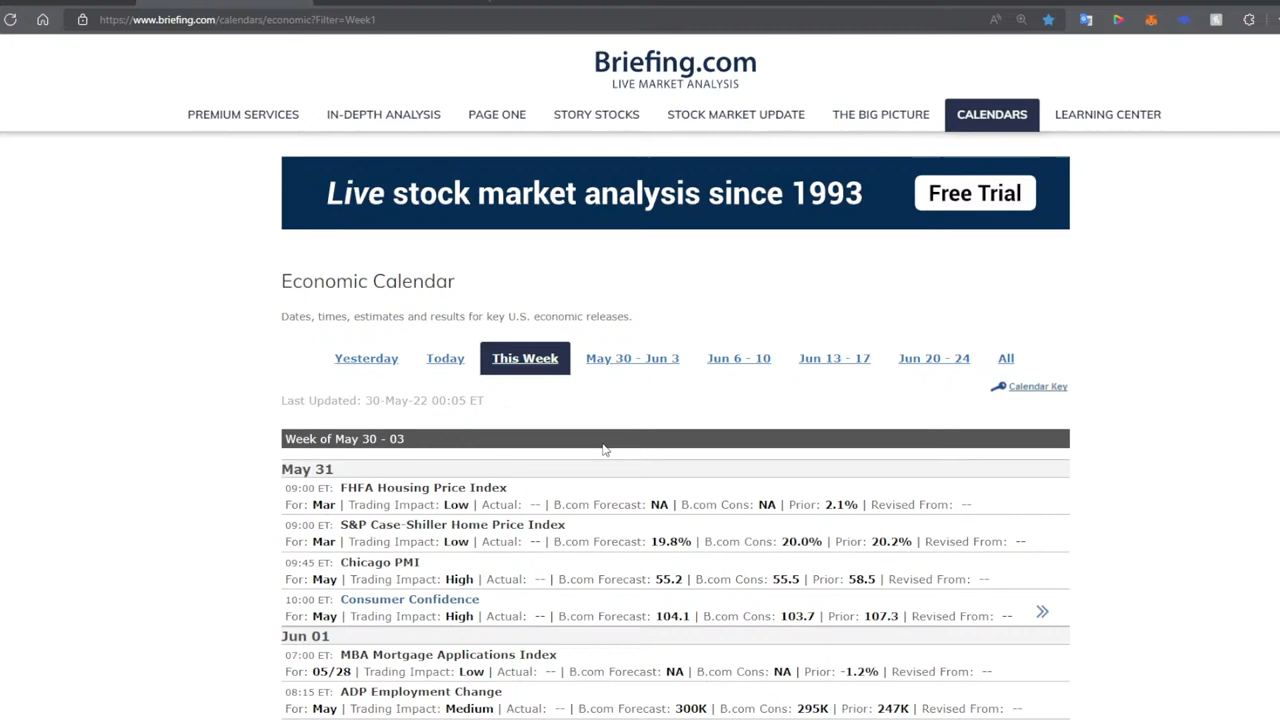 https://www.briefing.com/calendars/economic?Filter=Week1
Briefing.com
LIVE MARKET ANALYSIS
PREMIUM SERVICES IN-DEPTH ANALYSIS PAGE ONE STORY STOCKS STOCK MARKET UPDATE THE BIG PICTURE CALENDARS LEARNING CENTER
Live stock market analysis since 1993 Free Trial
Economic Calendar
Dates, times, estimates and results for key U.S. economic releases.
Yesterday Today This Week May 30 - Jun 3 Jun 6 - 10 Jun 13 - 17 Jun 20 - 24 All
Calendar Key
Last Updated: 30-May-22 00:05 ET
Week of May 30 - 03
May 31
09:00 ET: FHFA Housing Price Index
For: Mar | Trading Impact: Low | Actual: -- | B.com Forecast: NA | B.com Cons: NA | Prior: 2.1% | Revised From: --
09:00 ET: S&P Case-Shiller Home Price Index
For: Mar | Trading Impact: Low | Actual: -- | B.com Forecast: 19.8% | B.com Cons: 20.0% | Prior: 20.2% | Revised From: --
09:45 ET: Chicago PMI
For: May | Trading Impact: High | Actual: -- | B.com Forecast: 55.2 | B.com Cons: 55.5 | Prior: 58.5 | Revised From: --
10:00 ET: Consumer Confidence
For: May | Trading Impact: High | Actual: -- | B.com Forecast: 104.1 | B.com Cons: 103.7 | Prior: 107.3 | Revised From: --
Jun 01
07:00 ET: MBA Mortgage Applications Index
For: 05/28 | Trading Impact: Low | Actual: -- | B.com Forecast: NA | B.com Cons: NA | Prior: -1.2% | Revised From: --
08:15 ET: ADP Employment Change
For: May | Trading Impact: Medium | Actual: -- | B.com Forecast: 300K | B.com Cons: 295K | Prior: 247K | Revised From: --